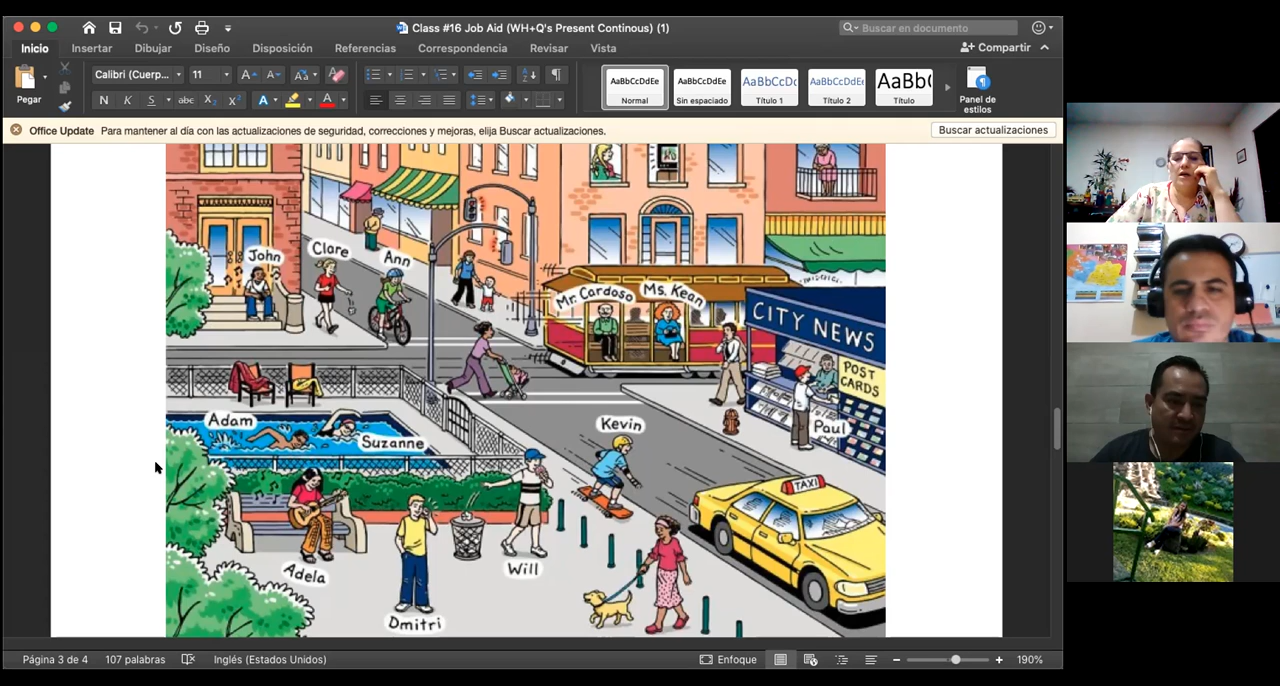 Class #16 Job Aid (WH+Q's Present Continous) (1)
Buscar en documento
Inicio Insertar Dibujar Diseño Disposición Referencias Correspondencia Revisar Vista
Compartir
Pegar
Calibri (Cuerp... 11
N K S abc X₂ X²
AaBbCcDdEe AaBbCcDdEe AaBbCcDc AaBbCcDdEe AaBb(
Normal Sin espaciado Título 1 Título 2 Título
Panel de estilos
Office Update Para mantener al día con las actualizaciones de seguridad, correcciones y mejoras, elija Buscar actualizaciones.
Buscar actualizaciones
John
Clare
Ann
Mr. Cardoso
Ms. Kean
CITY NEWS
POST
CARDS
Adam
Suzanne
Kevin
Paul
TAXI
Adela
Will
Dmitri
Página 3 de 4 107 palabras Inglés (Estados Unidos) Enfoque 190%